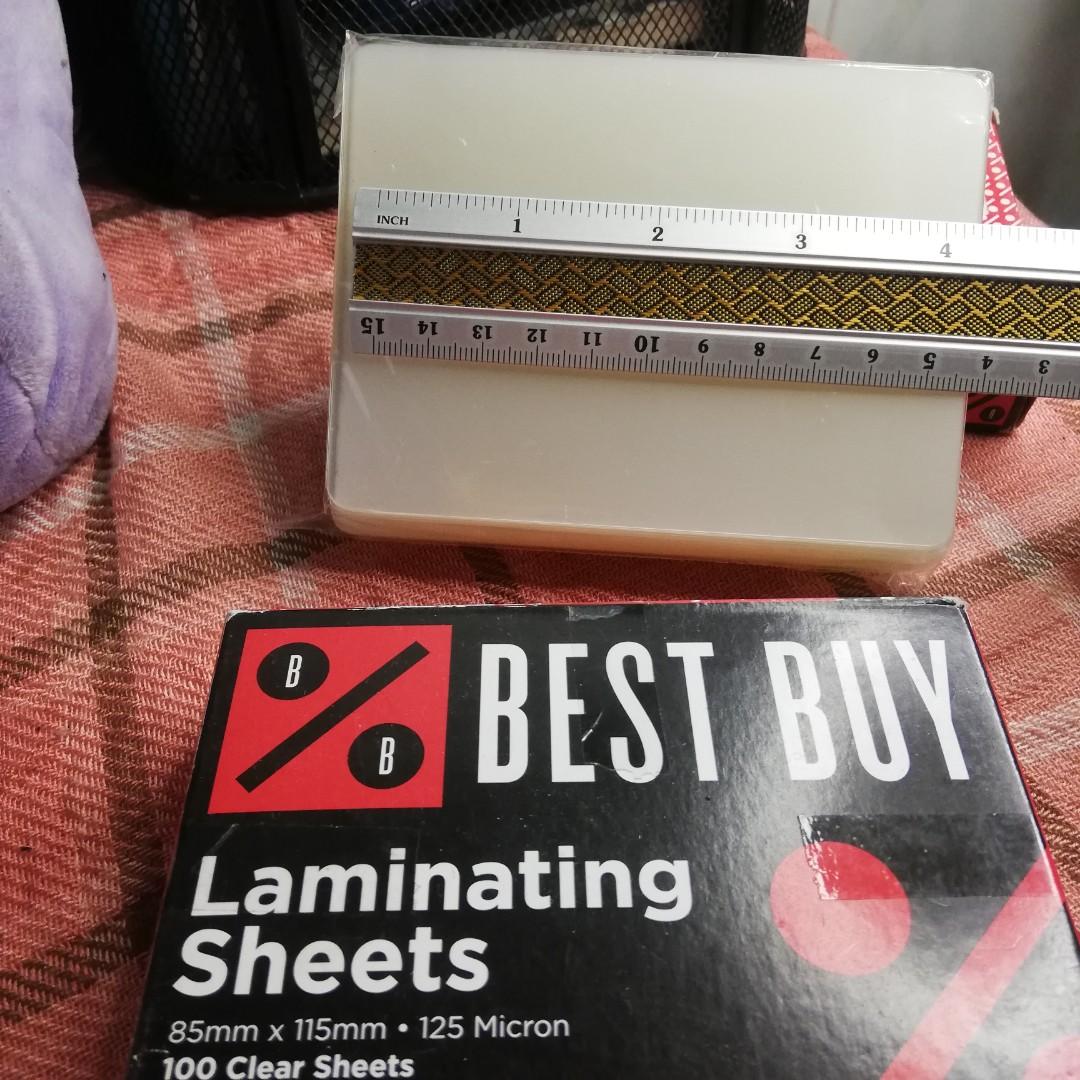 INCH 1 2 3 4
15 14 13 12 11 10 9 8 7 6 5 4 3
B
B
BEST BUY
Laminating
Sheets
85mm x 115mm • 125 Micron
100 Clear Sheets